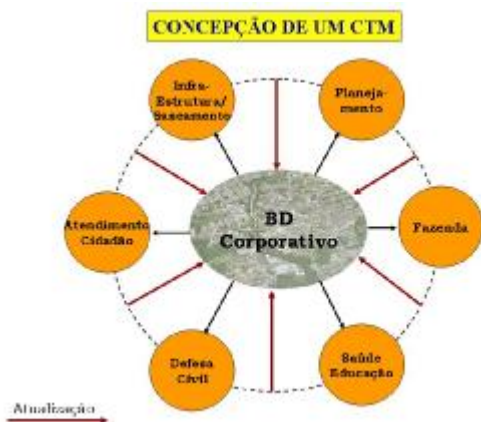 CONCEPÇÃO DE UM CTM
Infra-
Estrutura/
Saneamento
Planeja-
mento
Atendimento
Cidadão
BD
Corporativo
Fazenda
Defesa
Civil
Saúde
Educação
Atualização